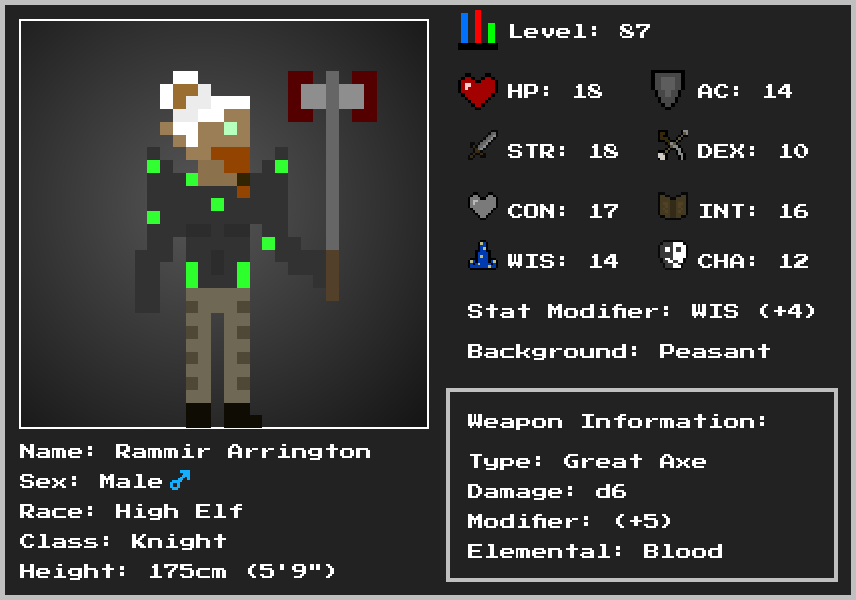 Level: 87
HP: 18
AC: 14
STR: 18
DEX: 10
CON: 17
INT: 16
WIS: 14
CHA: 12
Stat Modifier: WIS (+4)
Background: Peasant
Weapon Information:
Type: Great Axe
Damage: d6
Modifier: (+5)
Elemental: Blood
Name: Rammir Arrington
Sex: Male ♂
Race: High Elf
Class: Knight
Height: 175cm (5'9")